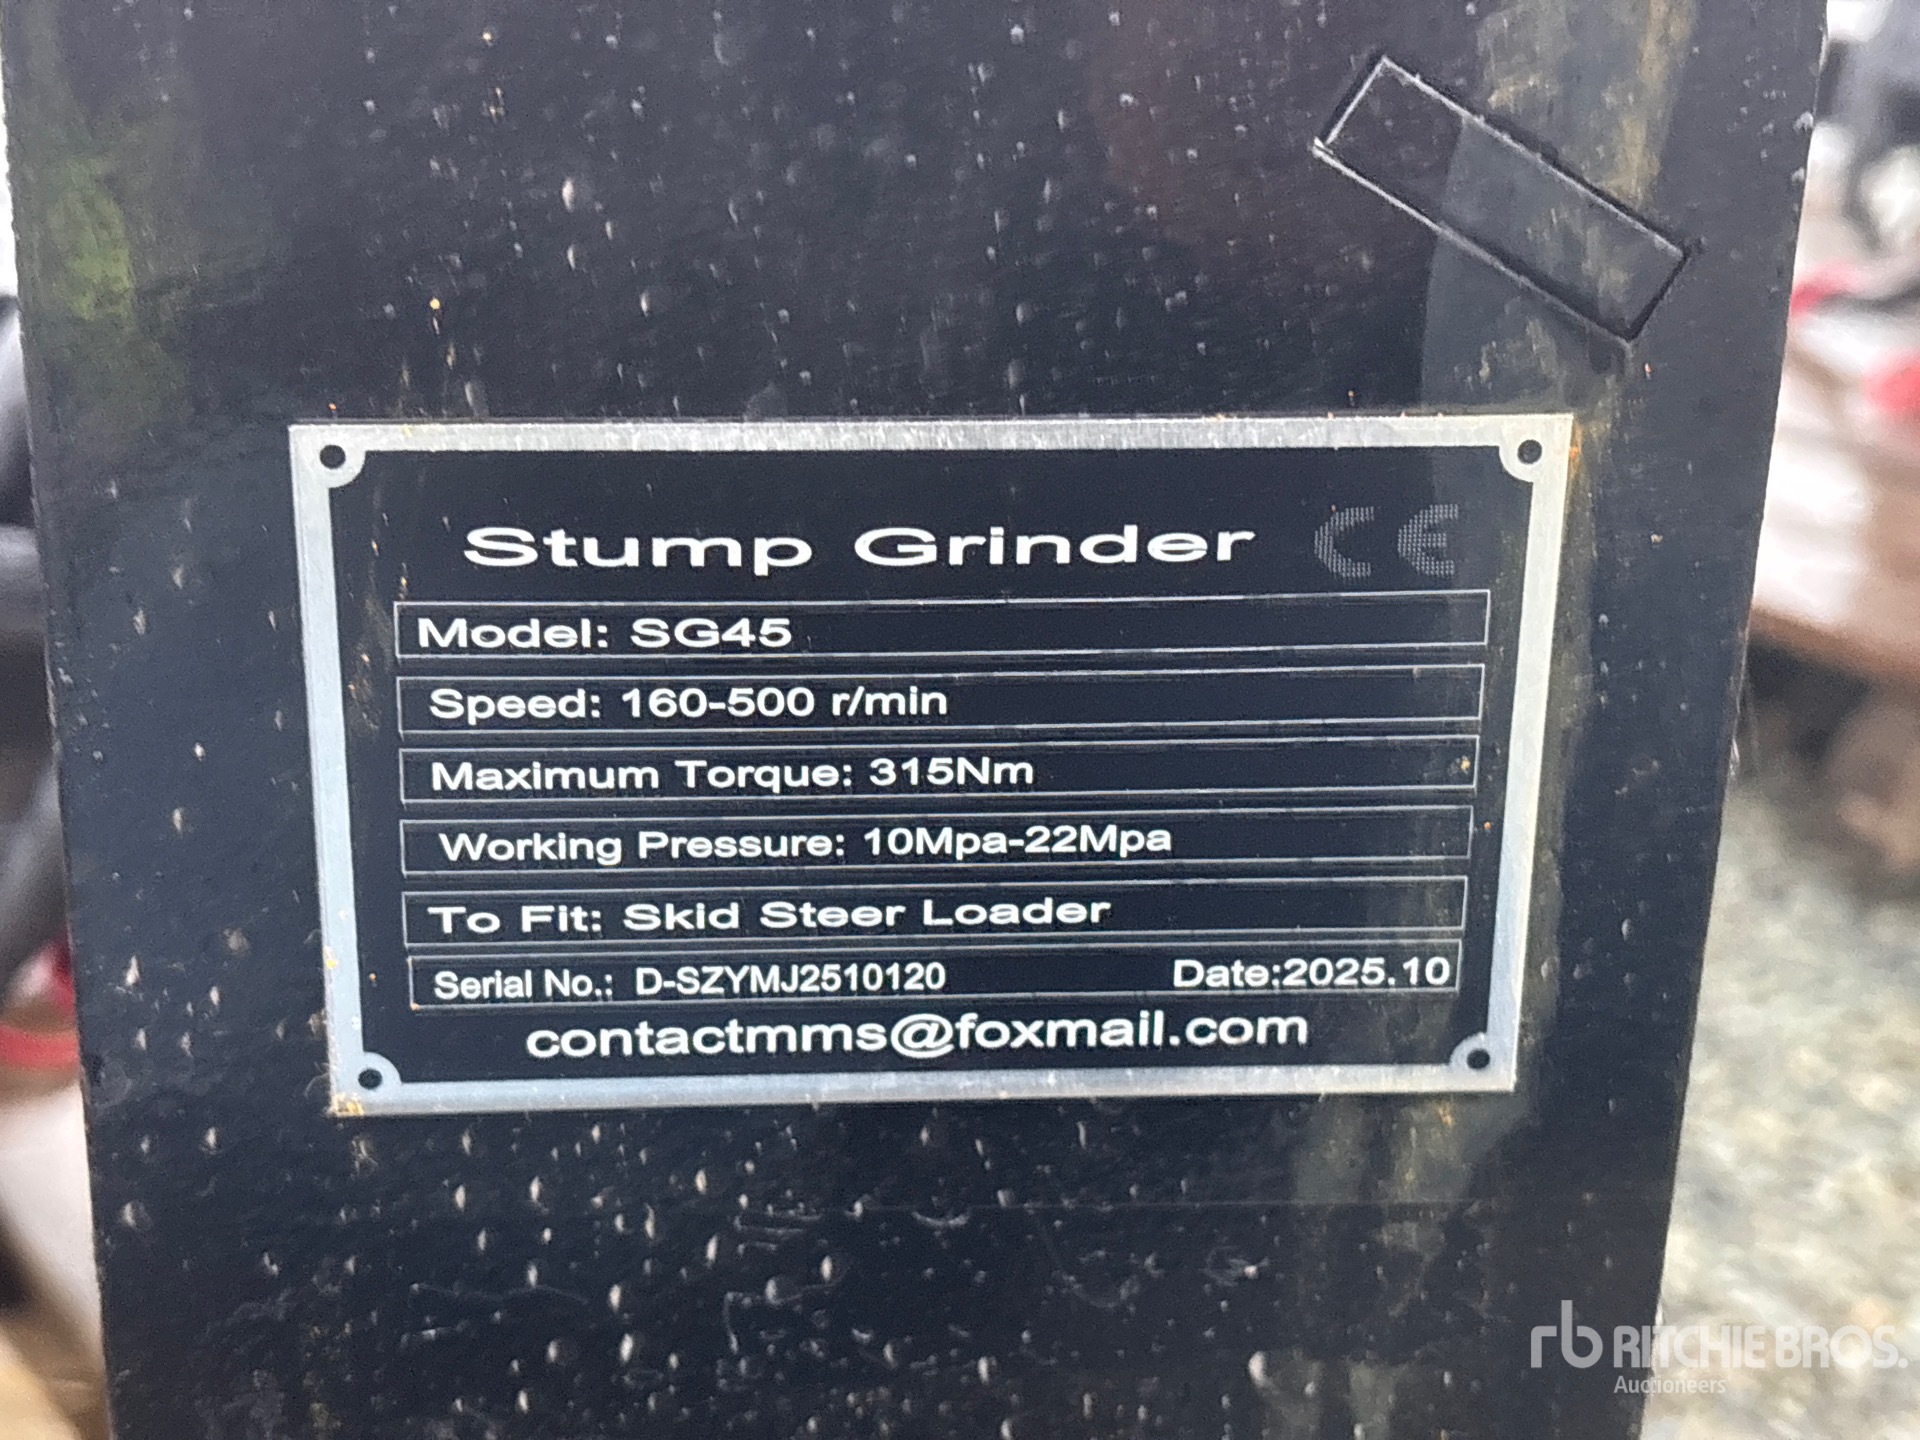 Stump Grinder CE
Model: SG45
Speed: 160-500 r/min
Maximum Torque: 315Nm
Working Pressure: 10Mpa-22Mpa
To Fit: Skid Steer Loader
Serial No.: D-SZYMJ2510120 Date:2025.10
contactmms@foxmail.com
rb RITCHIE BROS.
Auctioneers